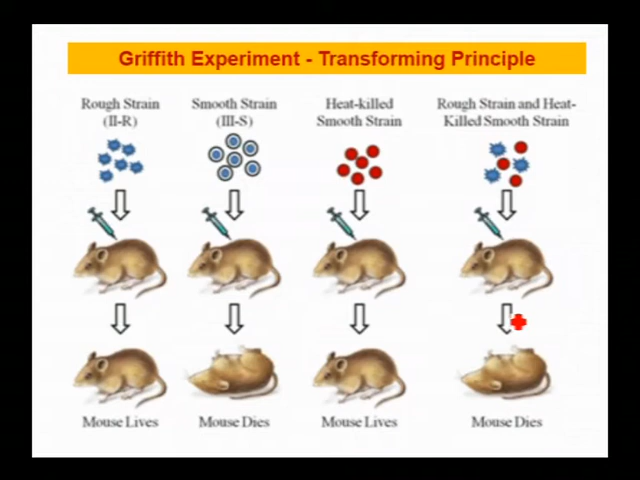 Griffith Experiment - Transforming Principle
Rough Strain
(II-R)
Smooth Strain
(III-S)
Heat-killed
Smooth Strain
Rough Strain and Heat-
Killed Smooth Strain
Mouse Lives
Mouse Dies
Mouse Lives
Mouse Dies